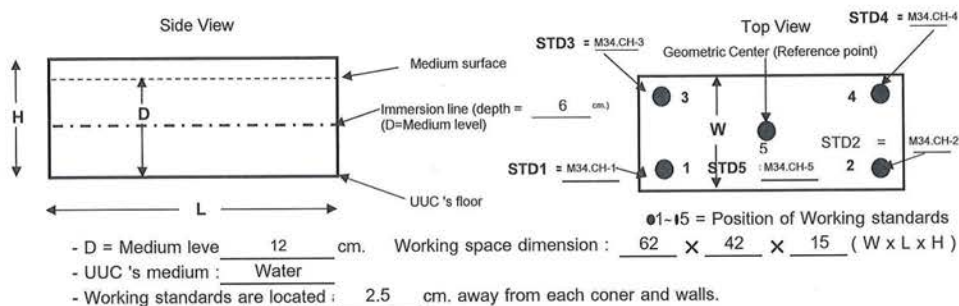 Side View
Top View
STD4 = M34.CH-4
STD3 = M34.CH-3
Geometric Center (Reference point)
Medium surface
H
D
Immersion line (depth = 6 cm.
(D=Medium level)
W
3
4
5
STD2 = M34.CH-2
STD1 = M34.CH-1
1
STD5 : M34.CH-5
2
L
UUC 's floor
1~5 = Position of Working standards
- D = Medium leve 12 cm. Working space dimension : 62 × 42 × 15 ( W x L x H )
- UUC 's medium : Water
- Working standards are located : 2.5 cm. away from each coner and walls.